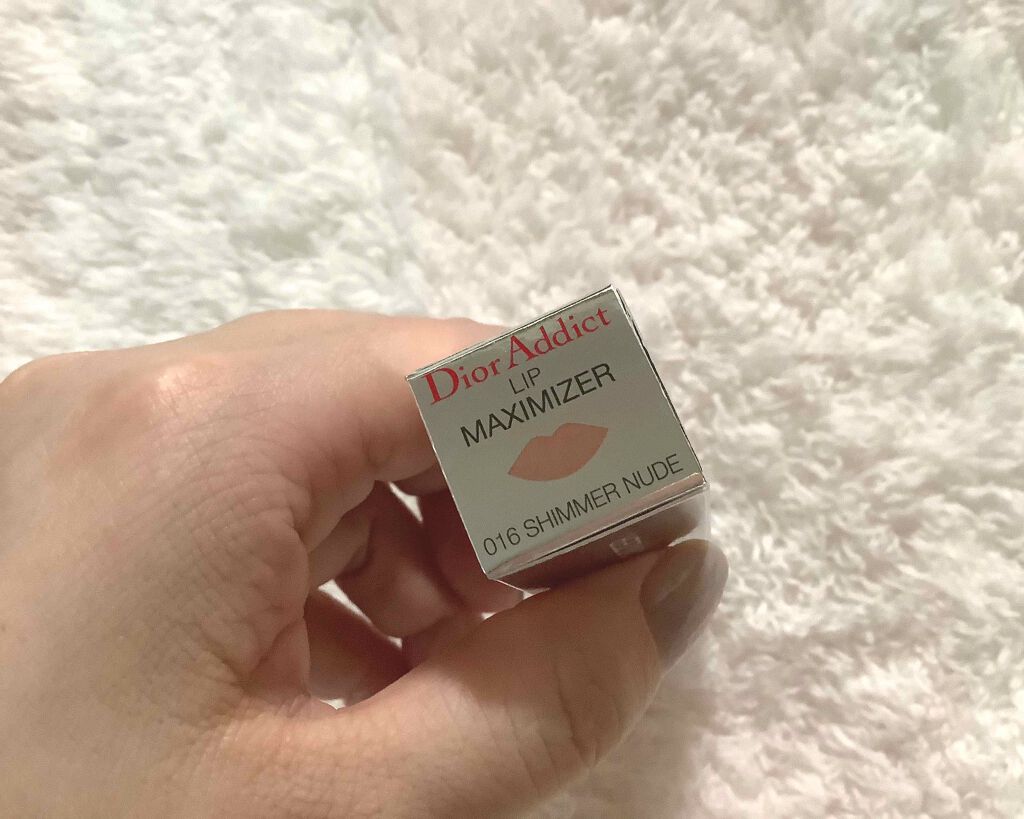 Dior Addict
LIP
MAXIMIZER
016 SHIMMER NUDE